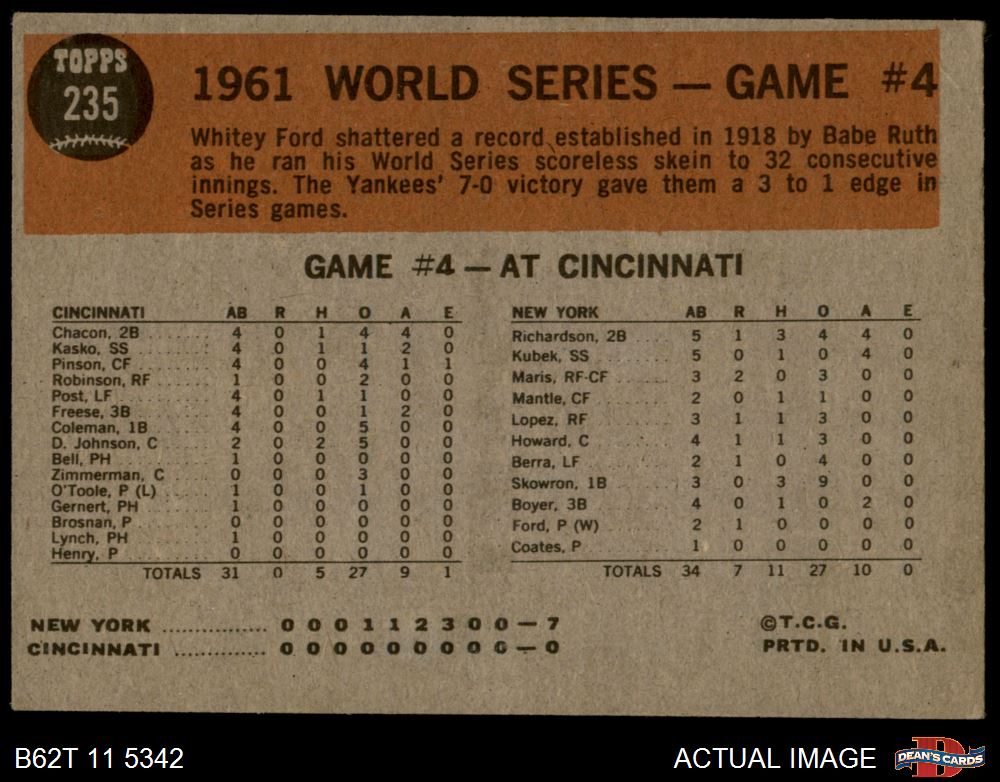 TOPPS
235
1961 WORLD SERIES — GAME #4
Whitey Ford shattered a record established in 1918 by Babe Ruth
as he ran his World Series scoreless skein to 32 consecutive
innings. The Yankees' 7-0 victory gave them a 3 to 1 edge in
Series games.
GAME #4 — AT CINCINNATI
CINCINNATI AB R H O A E
Chacon, 2B 4 0 1 4 4 0
Kasko, SS 4 0 1 1 2 0
Pinson, CF 4 0 0 4 1 1
Robinson, RF 1 0 0 2 0 0
Post, LF 4 0 1 1 0 0
Freese, 3B 4 0 0 1 2 0
Coleman, 1B 4 0 0 5 0 0
D. Johnson, C 2 0 2 5 0 0
Bell, PH 1 0 0 0 0 0
Zimmerman, C 0 0 0 3 0 0
O'Toole, P (L) 1 0 0 1 0 0
Gernert, PH 1 0 0 0 0 0
Brosnan, P 0 0 0 0 0 0
Lynch, PH 1 0 0 0 0 0
Henry, P 0 0 0 0 0 0
TOTALS 31 0 5 27 9 1
NEW YORK AB R H O A E
Richardson, 2B 5 1 3 4 4 0
Kubek, SS 5 0 1 0 4 0
Maris, RF-CF 3 2 0 3 0 0
Mantle, CF 2 0 1 1 0 0
Lopez, RF 3 1 1 3 0 0
Howard, C 4 1 1 3 0 0
Berra, LF 2 1 0 4 0 0
Skowron, 1B 3 0 3 9 0 0
Boyer, 3B 4 0 1 0 2 0
Ford, P (W) 2 1 0 0 0 0
Coates, P 1 0 0 0 0 0
TOTALS 34 7 11 27 10 0
NEW YORK ............... 0 0 0 1 1 2 3 0 0 — 7
CINCINNATI ............. 0 0 0 0 0 0 0 0 0 — 0
©T.C.G.
PRTD. IN U.S.A.
B62T 11 5342
ACTUAL IMAGE
D
DEAN'S CARDS